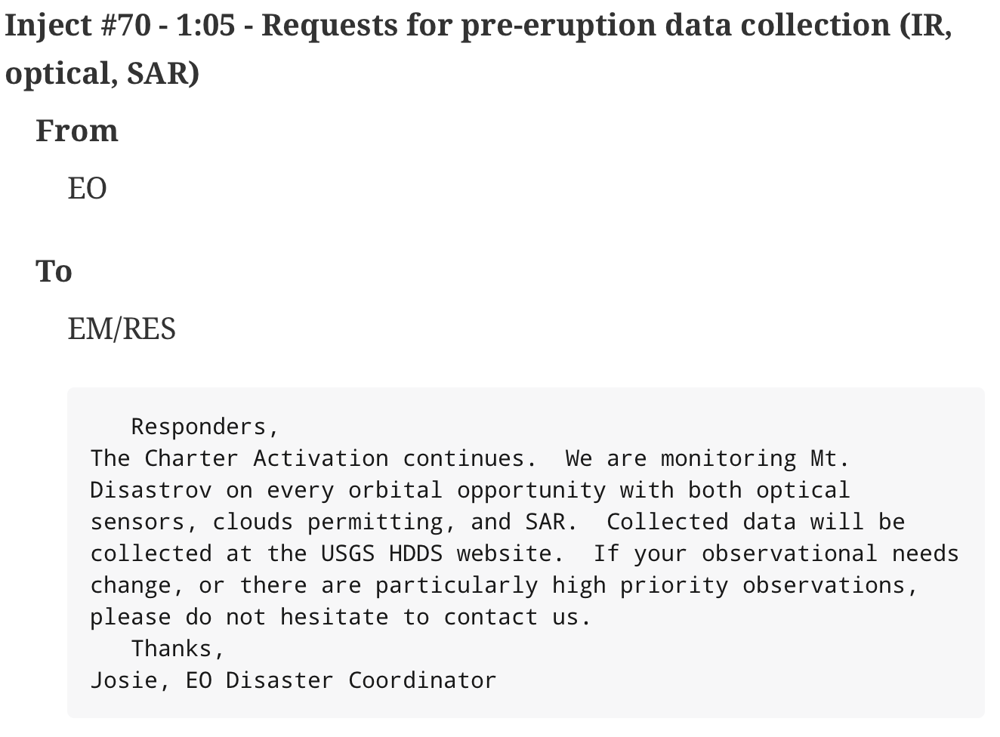 Inject #70 - 1:05 - Requests for pre-eruption data collection (IR,
optical, SAR)
From
EO
To
EM/RES
Responders,
The Charter Activation continues.  We are monitoring Mt.
Disastrov on every orbital opportunity with both optical
sensors, clouds permitting, and SAR.  Collected data will be
collected at the USGS HDDS website.  If your observational needs
change, or there are particularly high priority observations,
please do not hesitate to contact us.
Thanks,
Josie, EO Disaster Coordinator